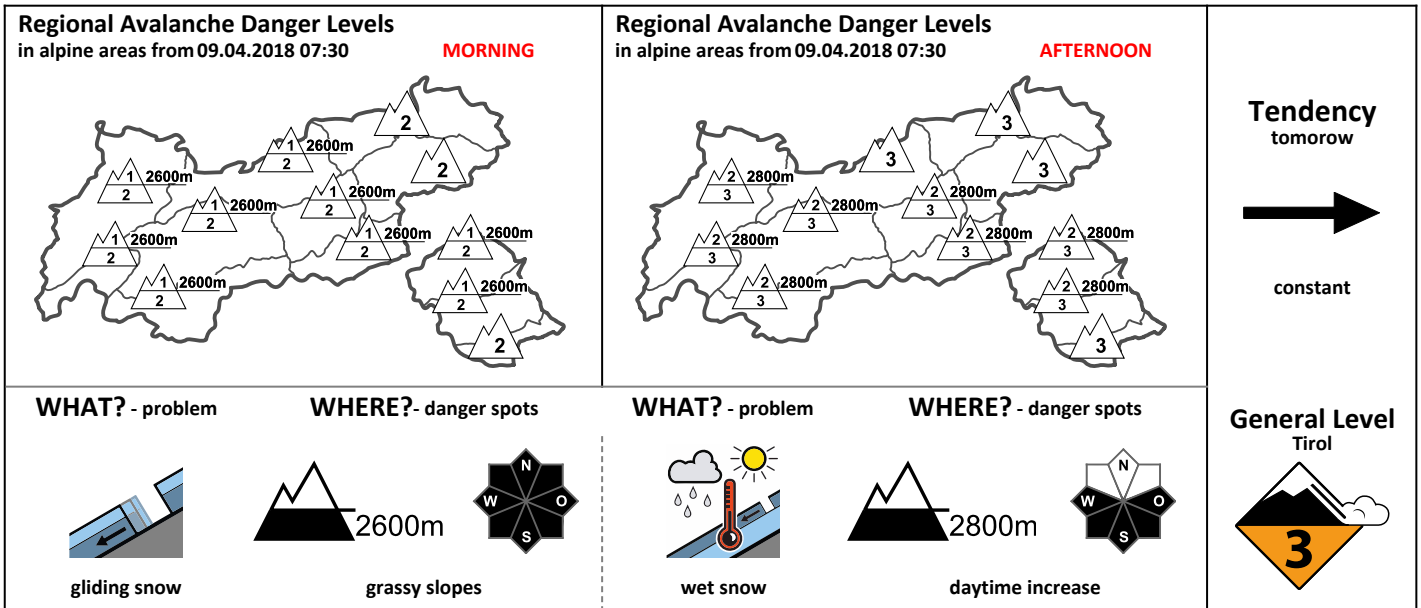 Regional Avalanche Danger Levels
in alpine areas from 09.04.2018 07:30 MORNING
2
1 2600m
2
2
1 2600m
2
1 2600m
2
1 2600m
2
1 2600m
2
1 2600m
2
1 2600m
2
1 2600m
2
1 2600m
2
2
Regional Avalanche Danger Levels
in alpine areas from 09.04.2018 07:30 AFTERNOON
3
3
3
2 2800m
3
2 2800m
3
2 2800m
3
2 2800m
3
2 2800m
3
2 2800m
3
2 2800m
3
2 2800m
3
3
Tendency
tomorow
constant
WHAT? - problem
gliding snow
WHERE? - danger spots
2600m
N
W O
S
grassy slopes
WHAT? - problem
wet snow
WHERE? - danger spots
2800m
N
W O
S
daytime increase
General Level
Tirol
3